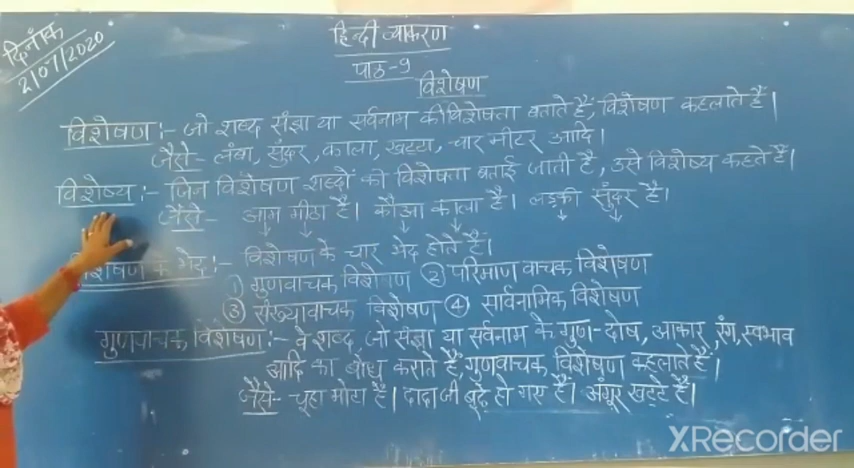 दिनाँक
2/07/2020
हिन्दी व्याकरण
पाठ-9
विशेषण
विशेषण :- जो शब्द संज्ञा या सर्वनाम की विशेषता बताते हैं, विशेषण कहलाते हैं।
जैसे- लंबा, सुंदर, काला, खट्टा, चार मीटर आदि।
विशेष्य :- जिन विशेषण शब्दों की विशेषता बताई जाती है, उसे विशेष्य कहते हैं।
जैसे- आम मीठा है। कौआ काला है। लड़की सुंदर है।
विशेषण के भेद :- विशेषण के चार भेद होते हैं।
① गुणवाचक विशेषण ② परिमाण वाचक विशेषण
③ संख्यावाचक विशेषण ④ सार्वनामिक विशेषण
गुणवाचक विशेषण :- वे शब्द, जो संज्ञा या सर्वनाम के गुण-दोष, आकार, रंग, स्वभाव
आदि का बोध कराते हैं, गुणवाचक विशेषण कहलाते हैं।
जैसे- चूहा मोटा है। दादा जी बूढ़े हो गए हैं। अंगूर खट्टे हैं।
XRecorder